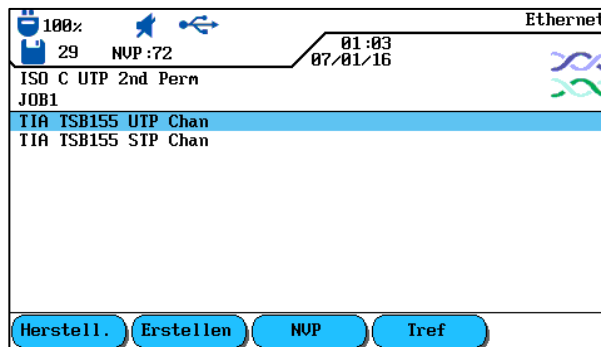 100% Ethernet
29 NVP:72 01:03
07/01/16
ISO C UTP 2nd Perm
JOB1
TIA TSB155 UTP Chan
TIA TSB155 STP Chan
Herstell. Erstellen NVP Tref